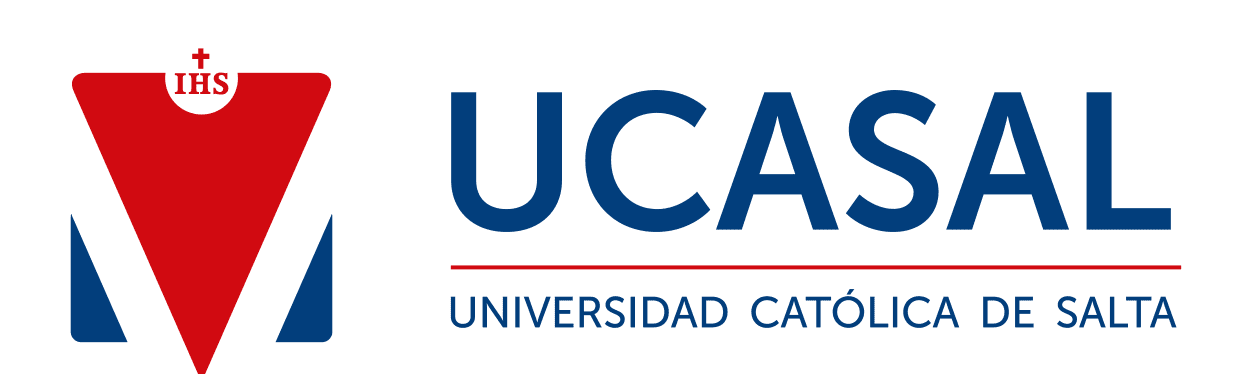 IHS
UCASAL
UNIVERSIDAD CATÓLICA DE SALTA